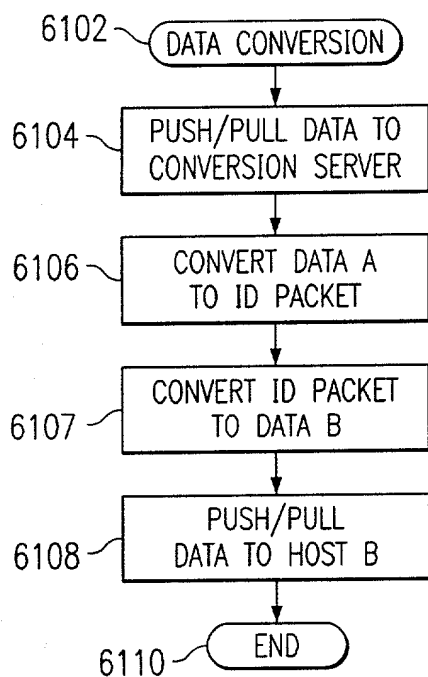 6102
DATA CONVERSION
6104
PUSH/PULL DATA TO
CONVERSION SERVER
6106
CONVERT DATA A
TO ID PACKET
6107
CONVERT ID PACKET
TO DATA B
6108
PUSH/PULL
DATA TO HOST B
6110
END